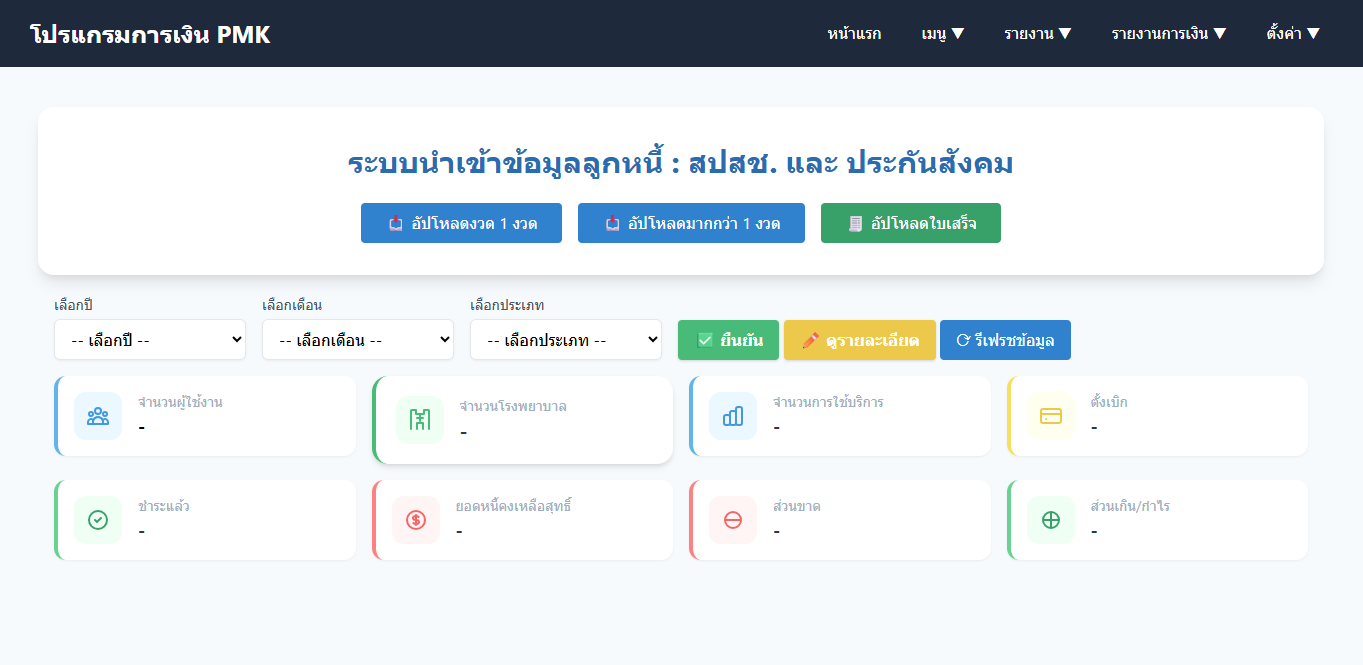 โปรแกรมการเงิน PMK
หน้าแรก เมนู ▼ รายงาน ▼ รายงานการเงิน ▼ ตั้งค่า ▼
ระบบนำเข้าข้อมูลลูกหนี้ : สปสช. และ ประกันสังคม
อัปโหลดงวด 1 งวด อัปโหลดมากกว่า 1 งวด อัปโหลดใบเสร็จ
เลือกปี เลือกเดือน เลือกประเภท
-- เลือกปี -- -- เลือกเดือน -- -- เลือกประเภท -- ยืนยัน ดูรายละเอียด รีเฟรชข้อมูล
จำนวนผู้ใช้งาน จำนวนโรงพยาบาล จำนวนการใช้บริการ ตั้งเบิก
- - - -
ชำระแล้ว ยอดหนี้คงเหลือสุทธิ์ ส่วนขาด ส่วนเกิน/กำไร
- - - -